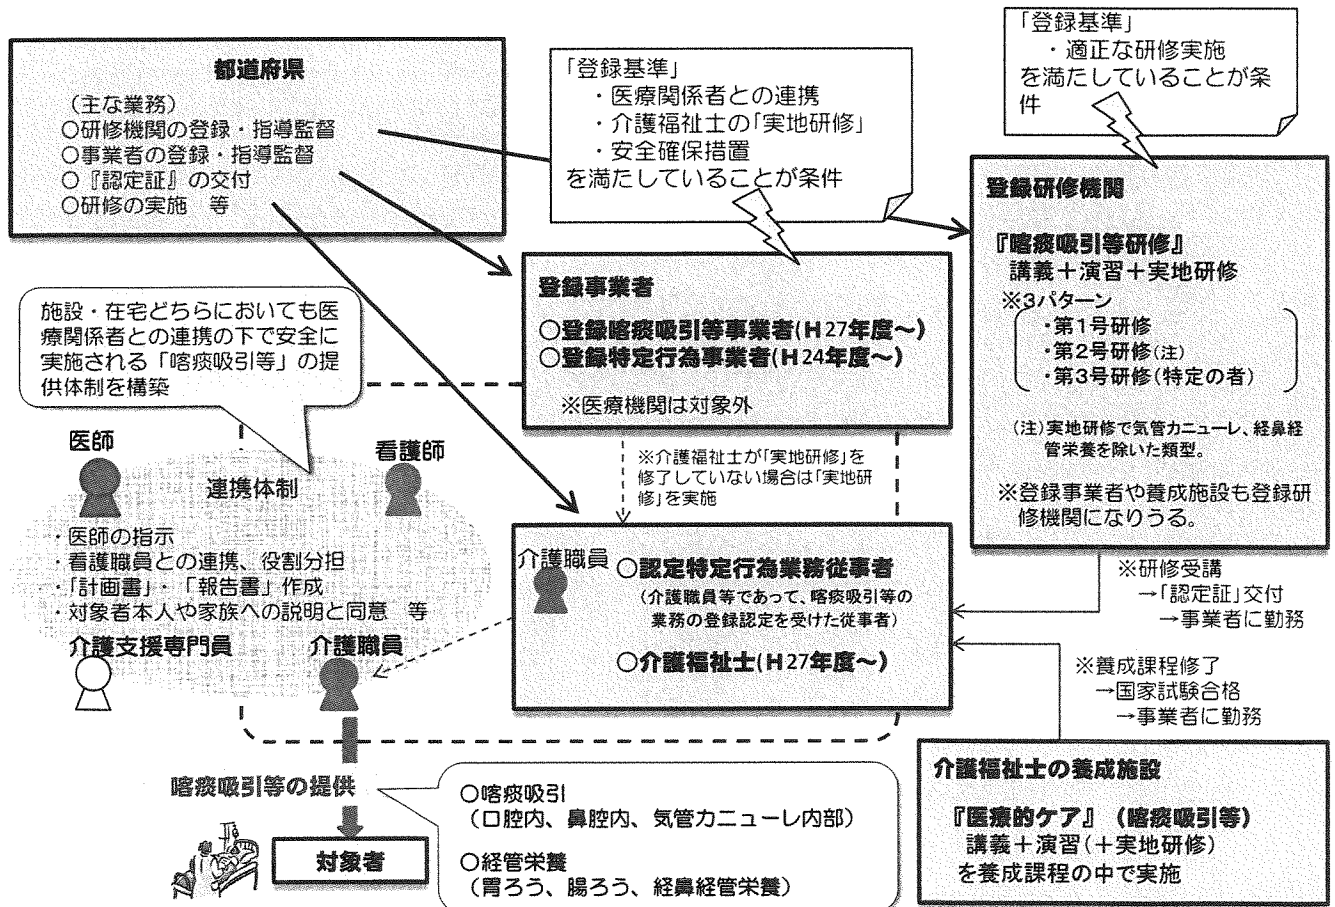 都道府県
（主な業務）
○研修機関の登録・指導監督
○事業者の登録・指導監督
○『認定証』の交付
○研修の実施　等
「登録基準」
・医療関係者との連携
・介護福祉士の「実地研修」
・安全確保措置
を満たしていることが条件
「登録基準」
・適正な研修実施
を満たしていることが条
件
登録研修機関
『喀痰吸引等研修』
講義＋演習＋実地研修
※3パターン
・第1号研修
・第2号研修(注)
・第3号研修(特定の者)
(注)実地研修で気管カニューレ、経鼻経
管栄養を除いた類型。
※登録事業者や養成施設も登録研
修機関になりうる。
登録事業者
○登録喀痰吸引等事業者(H27年度～)
○登録特定行為事業者(H24年度～)
※医療機関は対象外
施設・在宅どちらにおいても医
療関係者との連携の下で安全に
実施される「喀痰吸引等」の提
供体制を構築
医師
看護師
連携体制
・医師の指示
・看護職員との連携、役割分担
・「計画書」・「報告書」作成
・対象者本人や家族への説明と同意　等
介護支援専門員
介護職員
※介護福祉士が「実地研修」を
修了していない場合は「実地研
修」を実施
介護職員
○認定特定行為業務従事者
（介護職員等であって、喀痰吸引等の
業務の登録認定を受けた従事者）
○介護福祉士(H27年度～)
※研修受講
→「認定証」交付
→事業者に勤務
※養成課程修了
→国家試験合格
→事業者に勤務
介護福祉士の養成施設
『医療的ケア』（喀痰吸引等）
講義＋演習（＋実地研修）
を養成課程の中で実施
喀痰吸引等の提供
対象者
○喀痰吸引
（口腔内、鼻腔内、気管カニューレ内部）
○経管栄養
（胃ろう、腸ろう、経鼻経管栄養）